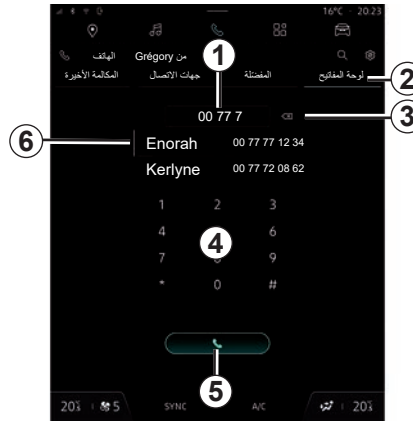 16°C 20.23
الهاتف من Grégory
لوحة المفاتيح المفضلة جهات الاتصال المكالمة الأخيرة
1
2
00 77 7
3
6
Enorah 00 77 77 12 34
Kerlyne 00 77 72 08 62
1 2 3
4 6
4
7 9
* 0 #
5
20⁵ 5 SYNC A/C 20⁵